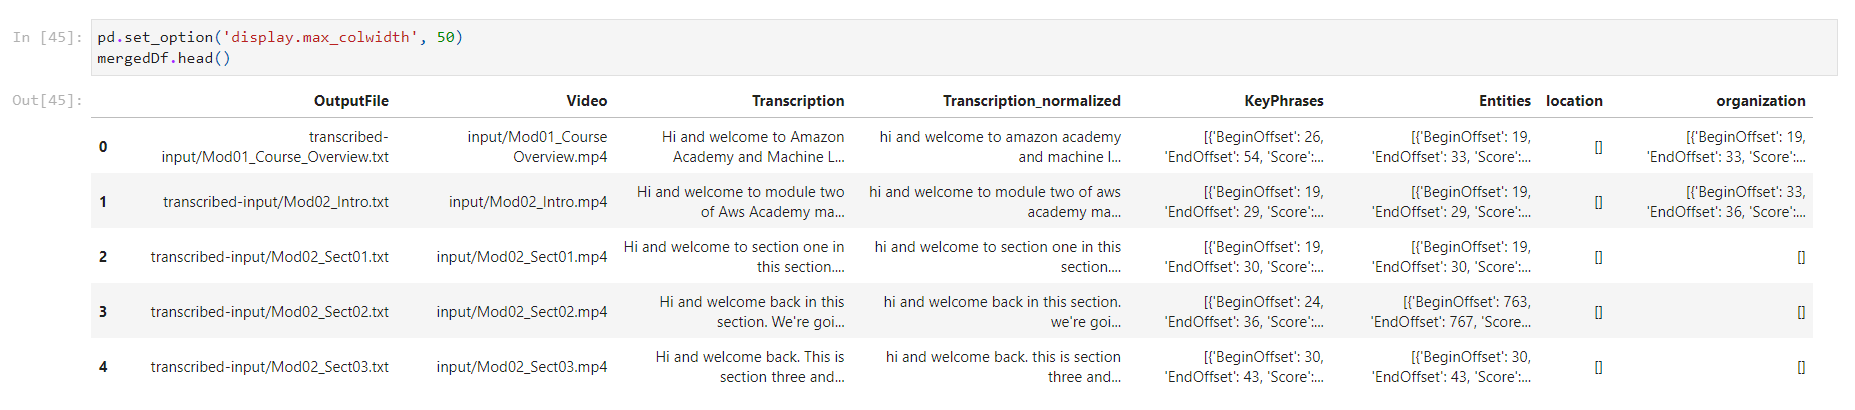 In [45]: pd.set_option('display.max_colwidth', 50)
mergedDf.head()
Out[45]:
OutputFile Video Transcription Transcription_normalized KeyPhrases Entities location organization
0 transcribed- input/Mod01_Course Hi and welcome to Amazon hi and welcome to amazon academy [{'BeginOffset': 26, [{'BeginOffset': 19, [] [{'BeginOffset': 19,
input/Mod01_Course_Overview.txt Overview.mp4 Academy and Machine L... and machine l... 'EndOffset': 54, 'Score':... 'EndOffset': 33, 'Score':... 'EndOffset': 33, 'Score':...
1 transcribed-input/Mod02_Intro.txt input/Mod02_Intro.mp4 Hi and welcome to module two hi and welcome to module two of aws [{'BeginOffset': 19, [{'BeginOffset': 19, [] [{'BeginOffset': 33,
of Aws Academy ma... academy ma... 'EndOffset': 29, 'Score':... 'EndOffset': 29, 'Score':... 'EndOffset': 36, 'Score':...
2 transcribed-input/Mod02_Sect01.txt input/Mod02_Sect01.mp4 Hi and welcome to section one in hi and welcome to section one in this [{'BeginOffset': 19, [{'BeginOffset': 19, [] []
this section.... section.... 'EndOffset': 30, 'Score':... 'EndOffset': 30, 'Score':...
3 transcribed-input/Mod02_Sect02.txt input/Mod02_Sect02.mp4 Hi and welcome back in this hi and welcome back in this section. [{'BeginOffset': 24, [{'BeginOffset': 763, [] []
section. We're goi... we're goi... 'EndOffset': 36, 'Score':... 'EndOffset': 767, 'Score...
4 transcribed-input/Mod02_Sect03.txt input/Mod02_Sect03.mp4 Hi and welcome back. This is hi and welcome back. this is section [{'BeginOffset': 30, [{'BeginOffset': 30, [] []
section three and... three and... 'EndOffset': 43, 'Score':... 'EndOffset': 43, 'Score':...